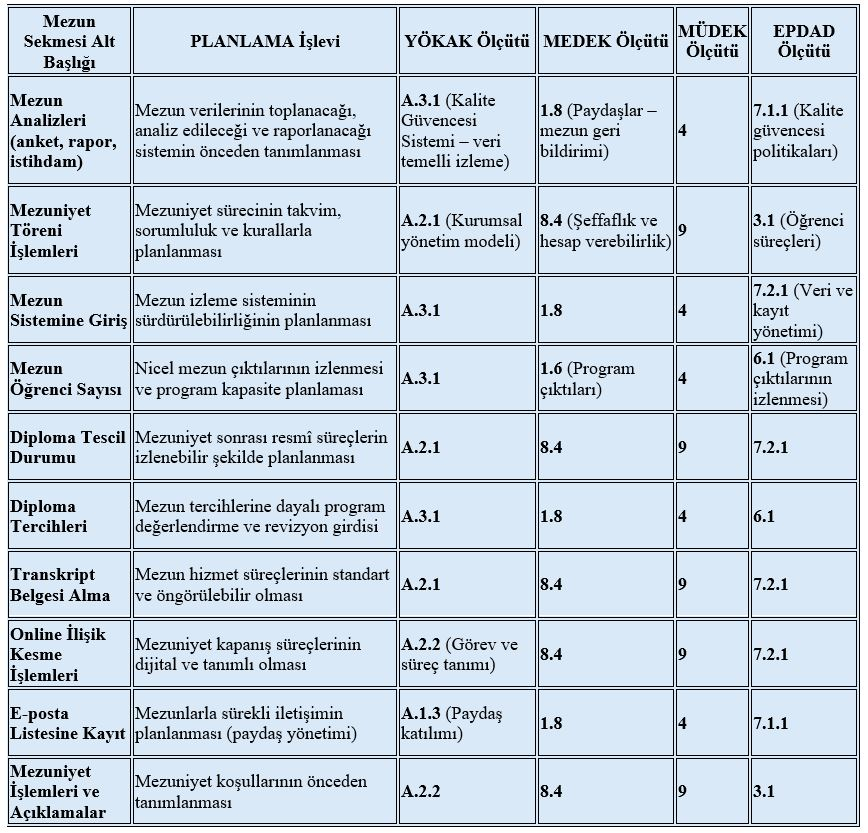 Mezun
Sekmesi Alt
Başlığı
PLANLAMA İşlevi
YÖKAK Ölçütü
MEDEK Ölçütü
MÜDEK
Ölçütü
EPDAD
Ölçütü
Mezun
Analizleri
(anket, rapor,
istihdam)
Mezun verilerinin toplanacağı,
analiz edileceği ve raporlanacağı
sistemin önceden tanımlanması
A.3.1 (Kalite
Güvencesi
Sistemi – veri
temelli izleme)
1.8 (Paydaşlar –
mezun geri
bildirimi)
4
7.1.1 (Kalite
güvencesi
politikaları)
Mezuniyet
Töreni
İşlemleri
Mezuniyet sürecinin takvim,
sorumluluk ve kurallarla
planlanması
A.2.1 (Kurumsal
yönetim modeli)
8.4 (Şeffaflık ve
hesap verebilirlik)
9
3.1 (Öğrenci
süreçleri)
Mezun
Sistemine Giriş
Mezun izleme sisteminin
sürdürülebilirliğinin planlanması
A.3.1
1.8
4
7.2.1 (Veri ve
kayıt
yönetimi)
Mezun
Öğrenci Sayısı
Nicel mezun çıktılarının izlenmesi
ve program kapasite planlaması
A.3.1
1.6 (Program
çıktıları)
4
6.1 (Program
çıktılarının
izlenmesi)
Diploma Tescil
Durumu
Mezuniyet sonrası resmî süreçlerin
izlenebilir şekilde planlanması
A.2.1
8.4
9
7.2.1
Diploma
Tercihleri
Mezun tercihlerine dayalı program
değerlendirme ve revizyon girdisi
A.3.1
1.8
4
6.1
Transkript
Belgesi Alma
Mezun hizmet süreçlerinin standart
ve öngörülebilir olması
A.2.1
8.4
9
7.2.1
Online İlişik
Kesme
İşlemleri
Mezuniyet kapanış süreçlerinin
dijital ve tanımlı olması
A.2.2 (Görev ve
süreç tanımı)
8.4
9
7.2.1
E-posta
Listesine Kayıt
Mezunlarla sürekli iletişimin
planlanması (paydaş yönetimi)
A.1.3 (Paydaş
katılımı)
1.8
4
7.1.1
Mezuniyet
İşlemleri ve
Açıklamalar
Mezuniyet koşullarının önceden
tanımlanması
A.2.2
8.4
9
3.1